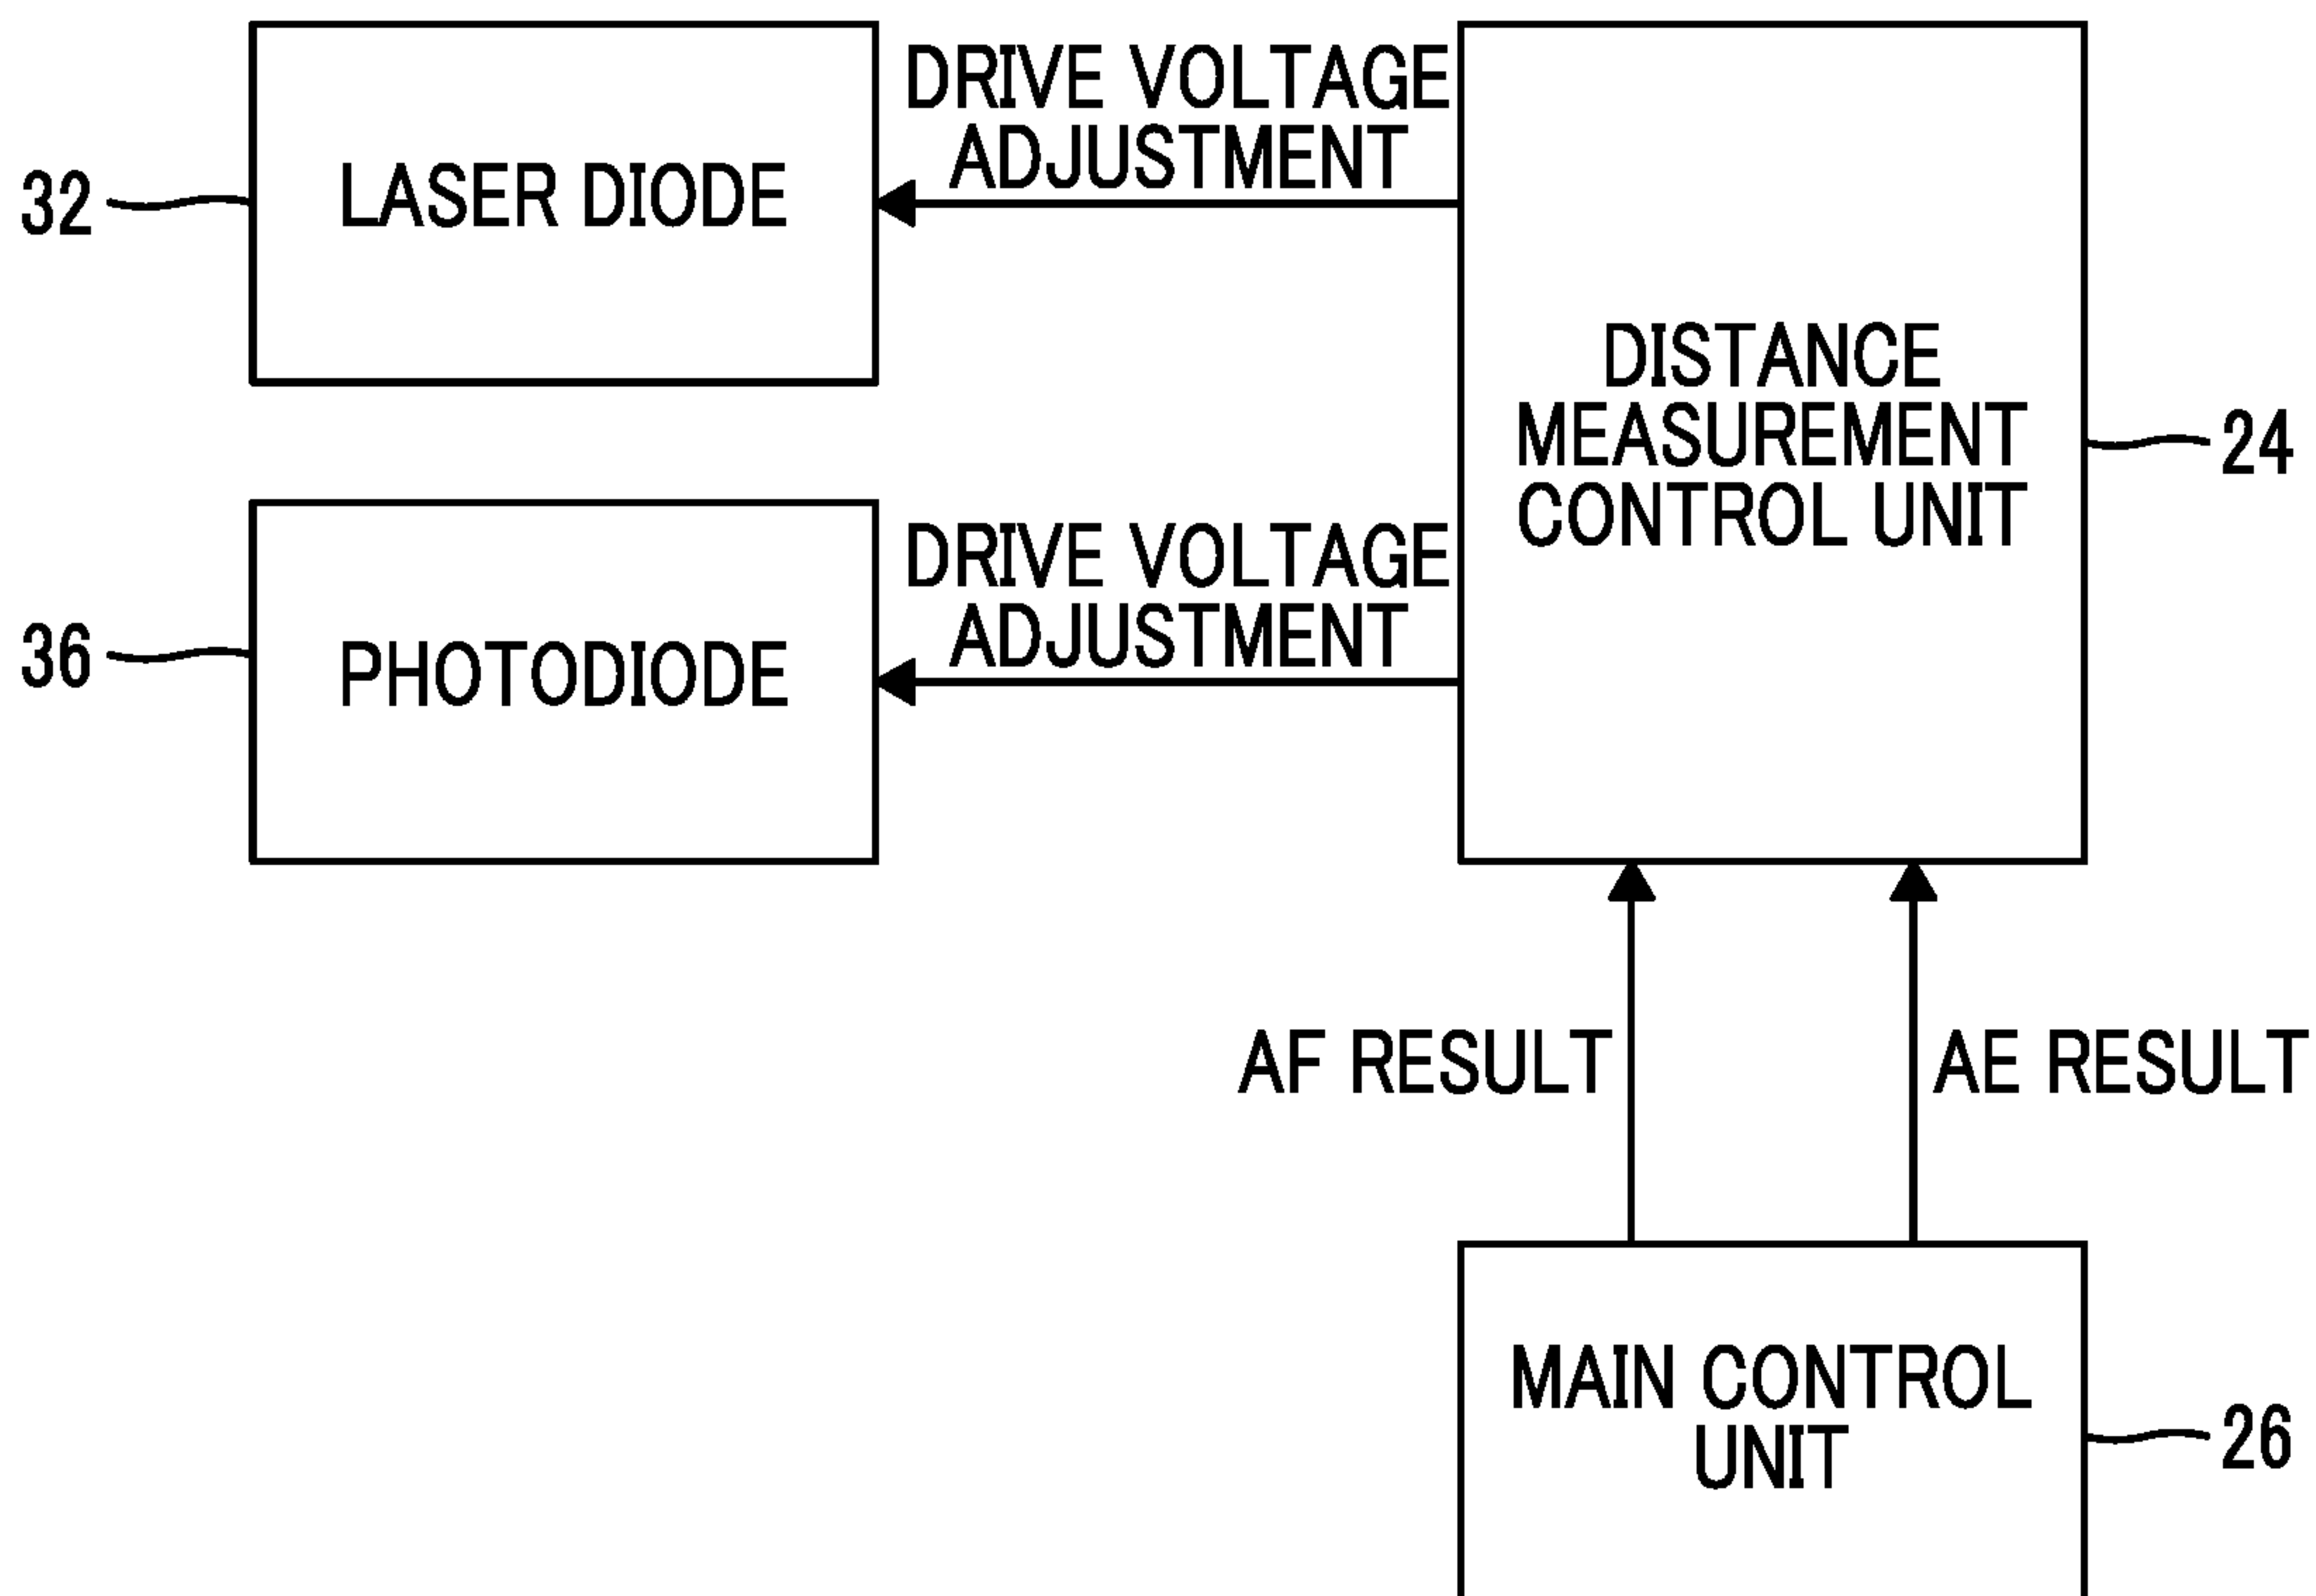 DRIVE VOLTAGE
ADJUSTMENT
32
LASER DIODE
DISTANCE
MEASUREMENT
CONTROL UNIT
24
DRIVE VOLTAGE
ADJUSTMENT
36
PHOTODIODE
AF RESULT
AE RESULT
MAIN CONTROL
UNIT
26